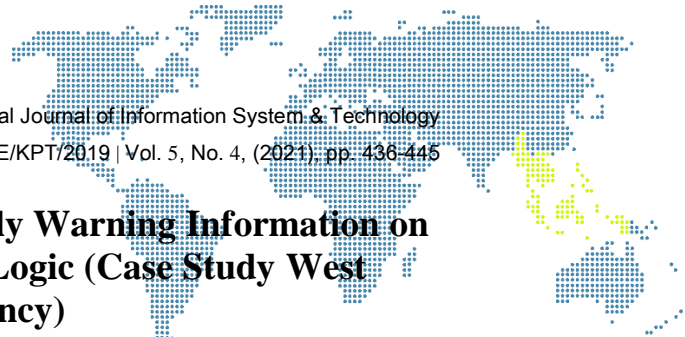 al Journal of Information System & Technology
E/KPT/2019 | Vol. 5, No. 4, (2021), pp. 436-445
ly Warning Information on
Logic (Case Study West
ncy)